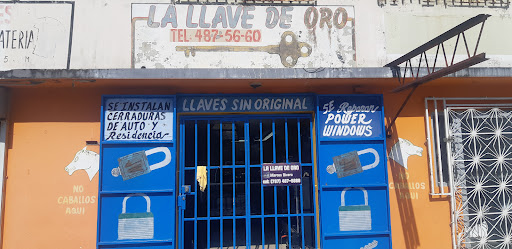 ATERIA
LA LLAVE DE ORO
TEL. 487-56-60
SE INSTALAN
CERRADURAS
DE AUTO Y
Residencia
LLAVES SIN ORIGINAL
SE Reparan
POWER
WINDOWS
LA LLAVE DE ORO
NO
CABALLOS
AQUI
NO
CABALLOS
AQUI